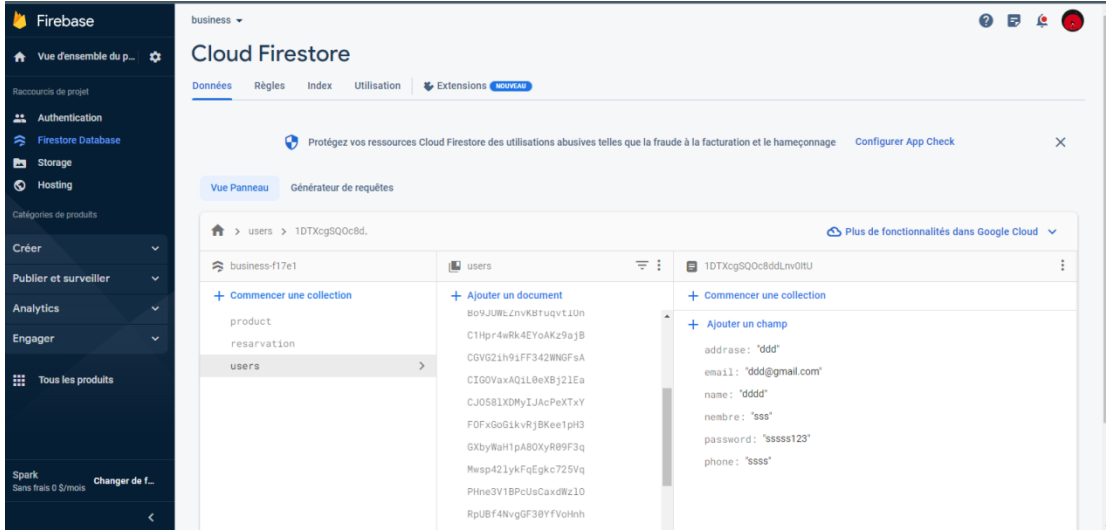 Firebase
business
Vue d'ensemble du p...
Cloud Firestore
Raccourcis de projet
Données Règles Index Utilisation Extensions NOUVEAU
Authentication
Firestore Database
Storage
Hosting
Protégez vos ressources Cloud Firestore des utilisations abusives telles que la fraude à la facturation et le hameçonnage Configurer App Check
Vue Panneau Générateur de requêtes
Catégories de produits
Créer
Publier et surveiller
Analytics
Engager
Tous les produits
Spark
Sans frais 0 $/mois
Changer de f...
users > 1DTXcgSQOc8d..
Plus de fonctionnalités dans Google Cloud
business-f17e1
Commencer une collection
product
resarvation
users
users
Ajouter un document
Bo9JUWEZnvKBfuqvtIOn
C1Hpr4wRk4EYoAKz9ajB
CGVG2ih9iFF342WNGFsA
CIGOVaxAQiL0eXBj21Ea
CJO581XDMyIJAcPeXTxY
FOFxGoGikvRjBKee1pH3
GXbyWaH1pA8OXyR09F3q
Mwsp421ykFqEgkc725Vq
PHne3V1BPcUsCaxdWzlO
RpUBf4NvgGF30YfVoHnh
1DTXcgSQOc8ddLnv0ItU
Commencer une collection
Ajouter un champ
addrase: "ddd"
email: "ddd@gmail.com"
name: "dddd"
nembre: "sss"
password: "sssss123"
phone: "ssss"